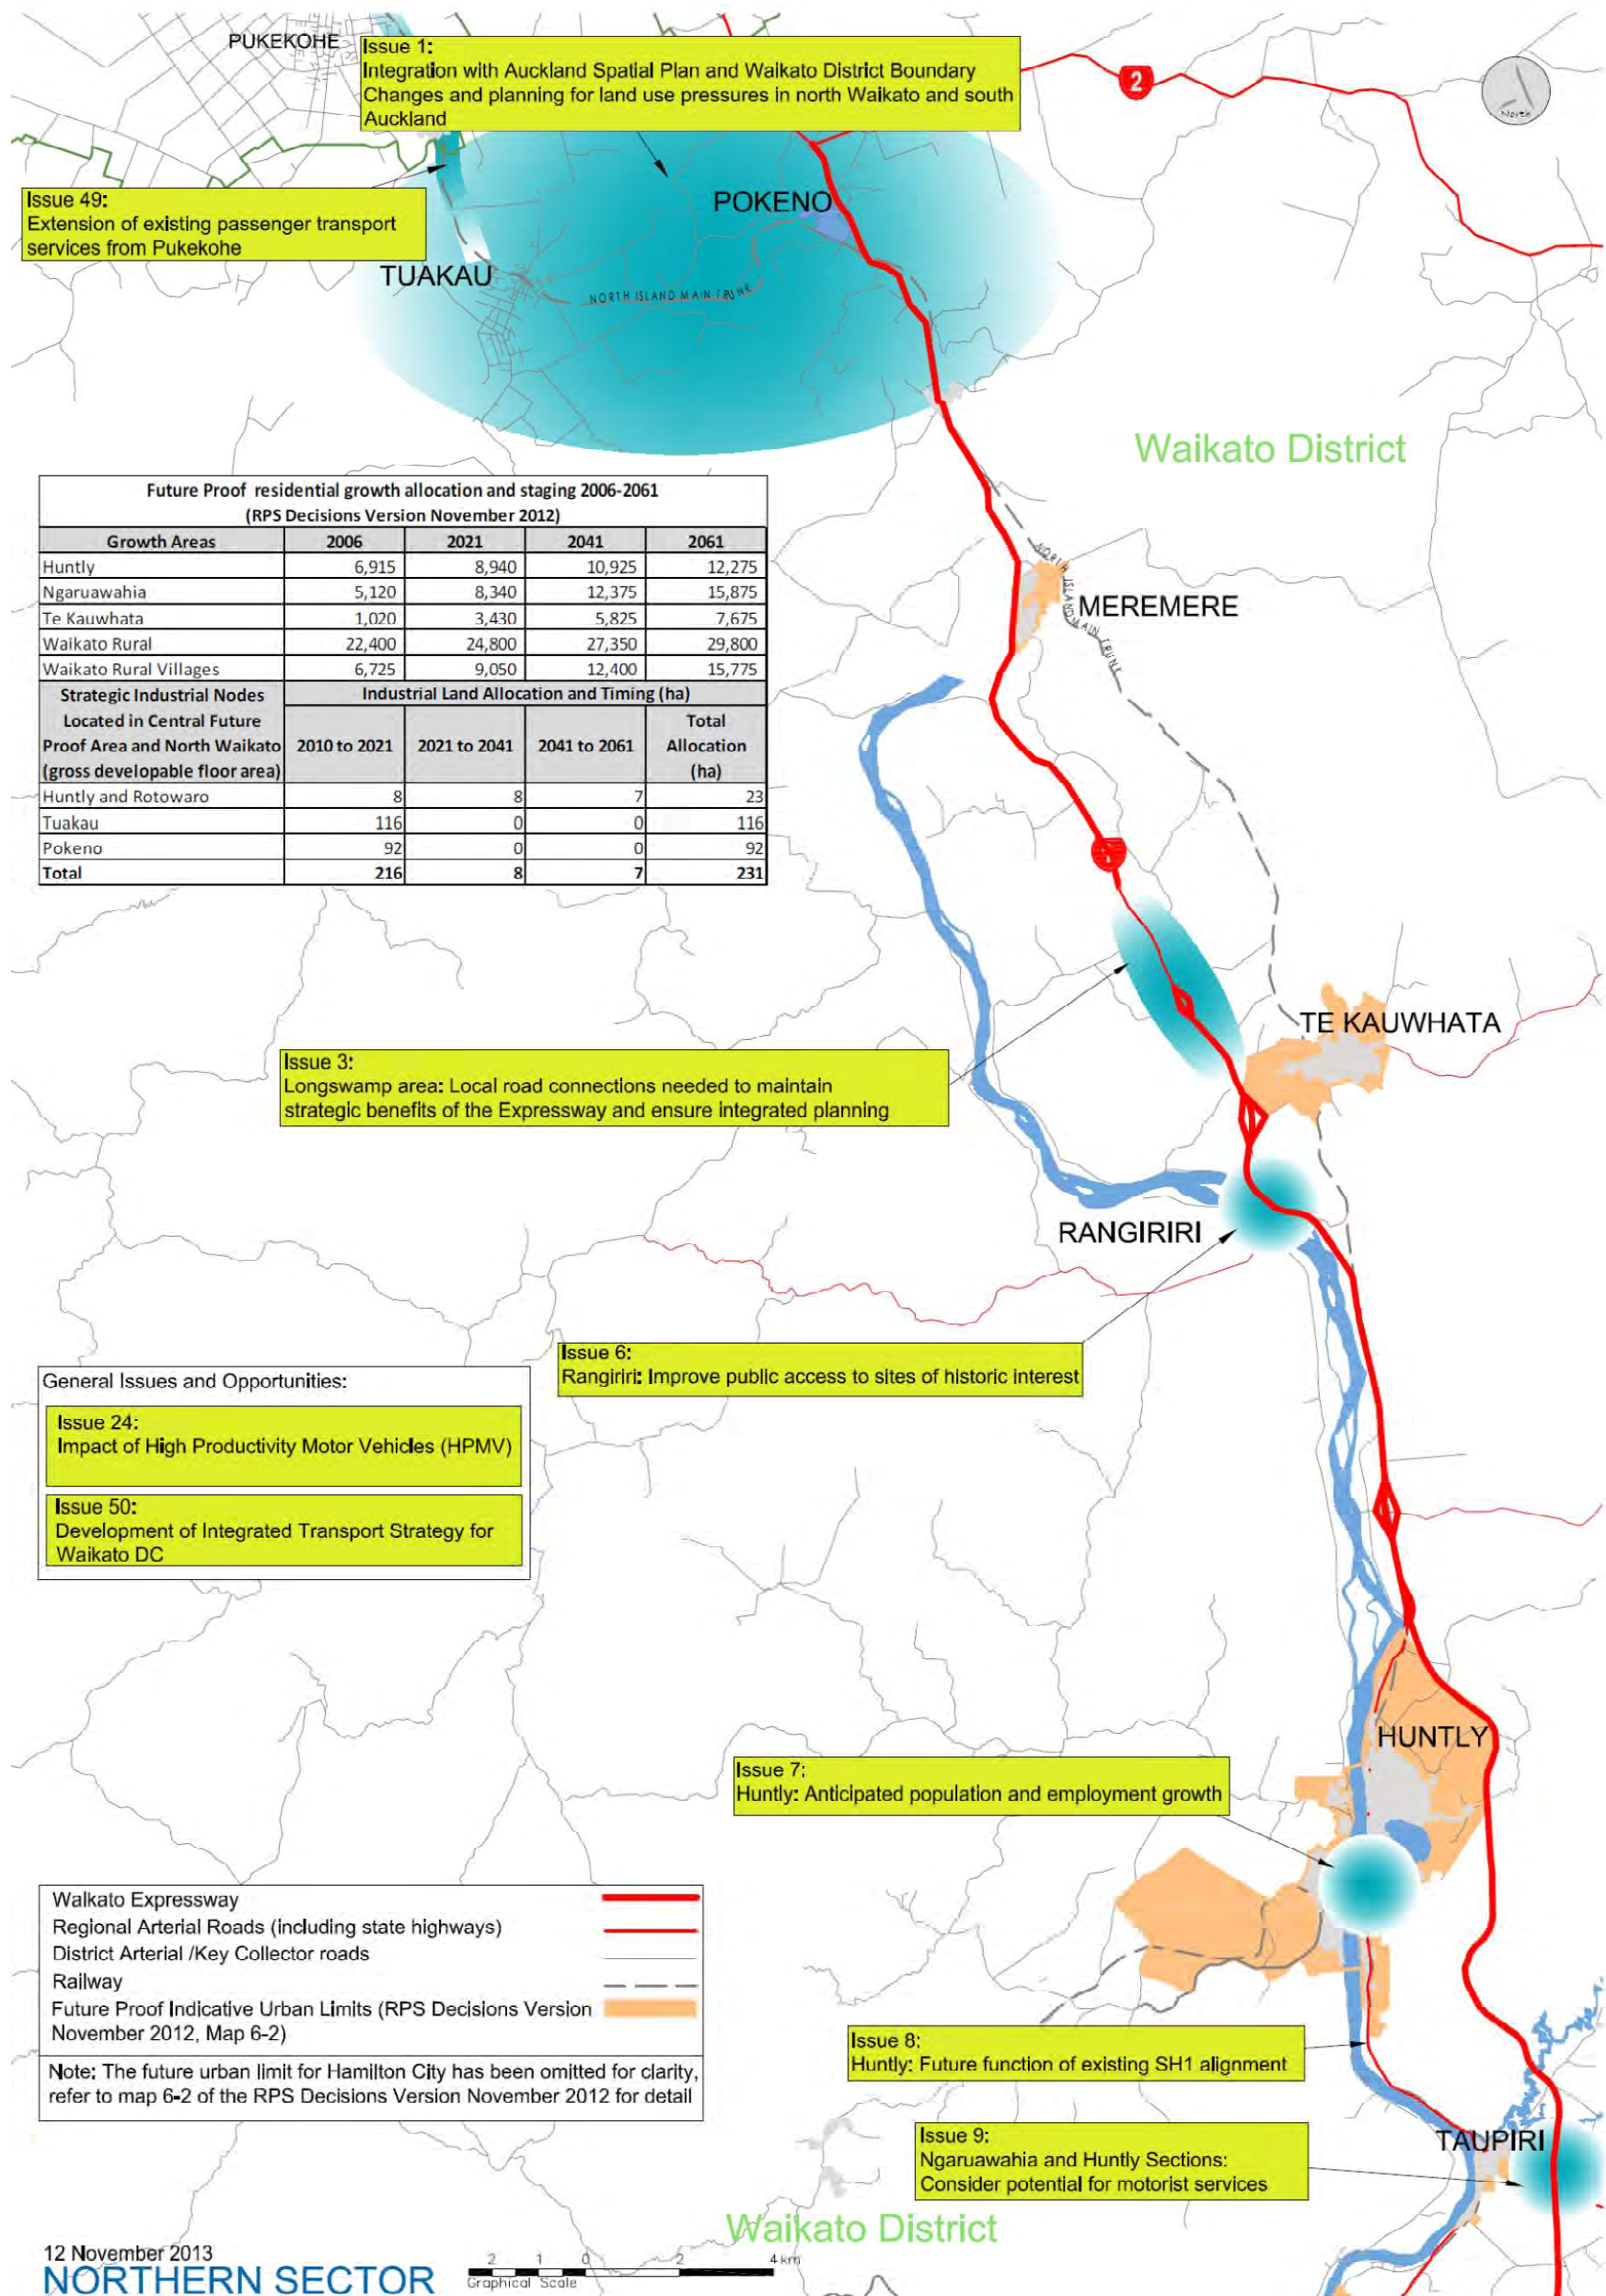 PUKEKOHE
Issue 1:
Integration with Auckland Spatial Plan and Waikato District Boundary
Changes and planning for land use pressures in north Waikato and south
Auckland
2
North
Issue 49:
Extension of existing passenger transport
services from Pukekohe
POKENO
TUAKAU
NORTH ISLAND MAIN TRUNK
Waikato District
Future Proof residential growth allocation and staging 2006-2061
(RPS Decisions Version November 2012)
Growth Areas 2006 2021 2041 2061
Huntly 6,915 8,940 10,925 12,275
Ngaruawahia 5,120 8,340 12,375 15,875
Te Kauwhata 1,020 3,430 5,825 7,675
Waikato Rural 22,400 24,800 27,350 29,800
Waikato Rural Villages 6,725 9,050 12,400 15,775
Strategic Industrial Nodes Industrial Land Allocation and Timing (ha)
Located in Central Future Total
Proof Area and North Waikato 2010 to 2021 2021 to 2041 2041 to 2061 Allocation
(gross developable floor area) (ha)
Huntly and Rotowaro 8 8 7 23
Tuakau 116 0 0 116
Pokeno 92 0 0 92
Total 216 8 7 231
NORTH ISLAND MAIN TRUNK
MEREMERE
TE KAUWHATA
Issue 3:
Longswamp area: Local road connections needed to maintain
strategic benefits of the Expressway and ensure integrated planning
RANGIRIRI
Issue 6:
Rangiriri: Improve public access to sites of historic interest
General Issues and Opportunities:
Issue 24:
Impact of High Productivity Motor Vehicles (HPMV)
Issue 50:
Development of Integrated Transport Strategy for
Waikato DC
HUNTLY
Issue 7:
Huntly: Anticipated population and employment growth
Waikato Expressway
Regional Arterial Roads (including state highways)
District Arterial /Key Collector roads
Railway
Future Proof Indicative Urban Limits (RPS Decisions Version
November 2012, Map 6-2)
Note: The future urban limit for Hamilton City has been omitted for clarity,
refer to map 6-2 of the RPS Decisions Version November 2012 for detail
Issue 8:
Huntly: Future function of existing SH1 alignment
Issue 9:
Ngaruawahia and Huntly Sections:
Consider potential for motorist services
TAUPIRI
Waikato District
12 November 2013
NORTHERN SECTOR
2 1 0 2 4 km
Graphical Scale